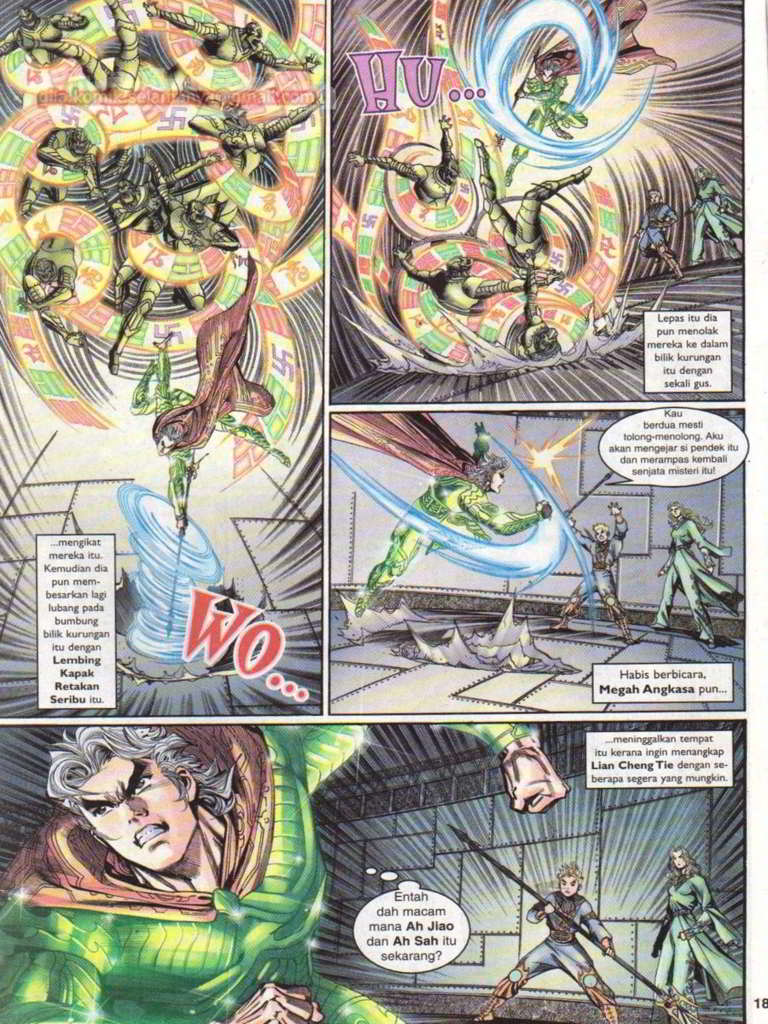 ...mengikat
mereka itu.
Kemudian dia
pun mem-
besarkan lagi
lubang pada
bumbung
bilik kurungan
itu dengan
Lembing
Kapak
Retakan
Seribu itu.
WO...
HU...
Lepas itu dia
pun menolak
mereka ke dalam
bilik kurungan
itu dengan
sekali gus.
Kau
berdua mesti
tolong-menolong. Aku
akan mengejar si pendek itu
dan merampas kembali
senjata misteri itu!
Habis berbicara,
Megah Angkasa pun...
...meninggalkan tempat
itu kerana ingin menangkap
Lian Cheng Tie dengan se-
berapa segera yang mungkin.
Entah
dah macam
mana Ah Jiao
dan Ah Sah itu
sekarang?
18